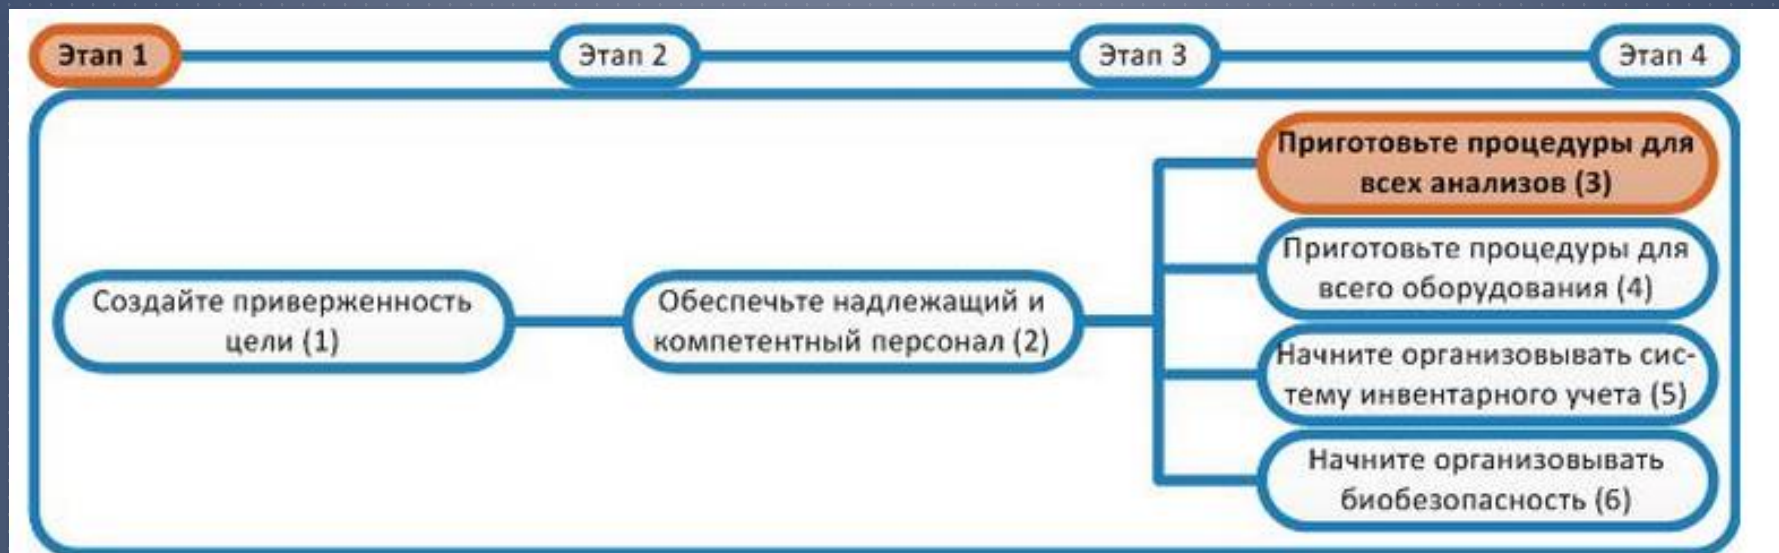 Этап 1
Этап 2
Этап 3
Этап 4
Создайте приверженность
цели (1)
Обеспечьте надлежащий и
компетентный персонал (2)
Приготовьте процедуры для
всех анализов (3)
Приготовьте процедуры для
всего оборудования (4)
Начните организовывать сис-
тему инвентарного учета (5)
Начните организовывать
биобезопасность (6)